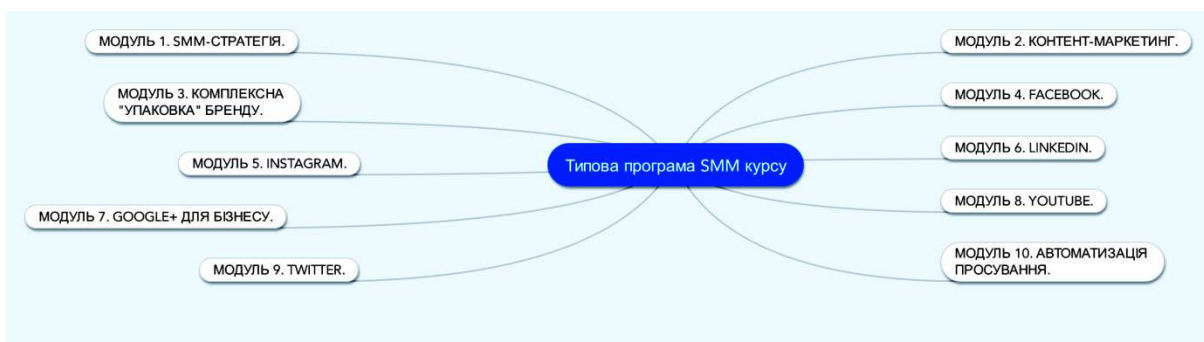 МОДУЛЬ 1. SMM-СТРАТЕГІЯ.
МОДУЛЬ 2. КОНТЕНТ-МАРКЕТИНГ.
МОДУЛЬ 3. КОМПЛЕКСНА
"УПАКОВКА" БРЕНДУ.
МОДУЛЬ 4. FACEBOOK.
Типова програма SMM курсу
МОДУЛЬ 5. INSTAGRAM.
МОДУЛЬ 6. LINKEDIN.
МОДУЛЬ 7. GOOGLE+ ДЛЯ БІЗНЕСУ.
МОДУЛЬ 8. YOUTUBE.
МОДУЛЬ 9. TWITTER.
МОДУЛЬ 10. АВТОМАТИЗАЦІЯ
ПРОСУВАННЯ.